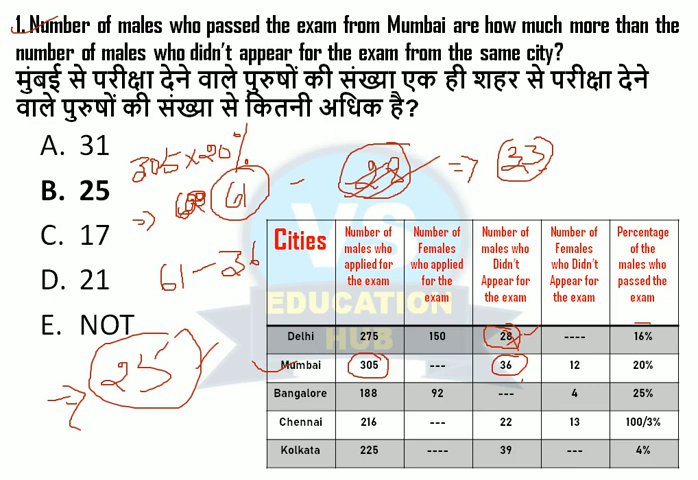 1. Number of males who passed the exam from Mumbai are how much more than the
number of males who didn't appear for the exam from the same city?
मुंबई से परीक्षा देने वाले पुरुषों की संख्या एक ही शहर से परीक्षा देने
वाले पुरुषों की संख्या से कितनी अधिक है?
A. 31
B. 25
C. 17
D. 21
E. NOT
305 x 20%
=> 61 - 28 => 33
61 - 36
=> 25
VS
EDUCATION
HUB
Cities
Number of
males who
applied for
the exam
Number of
Females
who applied
for the
exam
Number of
males who
Didn't
Appear for
the exam
Number of
Females
who Didn't
Appear for
the exam
Percentage
of the
males who
passed the
exam
Delhi 275 150 28 ---- 16%
Mumbai 305 --- 36 12 20%
Bangalore 188 92 --- 4 25%
Chennai 216 --- 22 13 100/3%
Kolkata 225 ---- 39 --- 4%